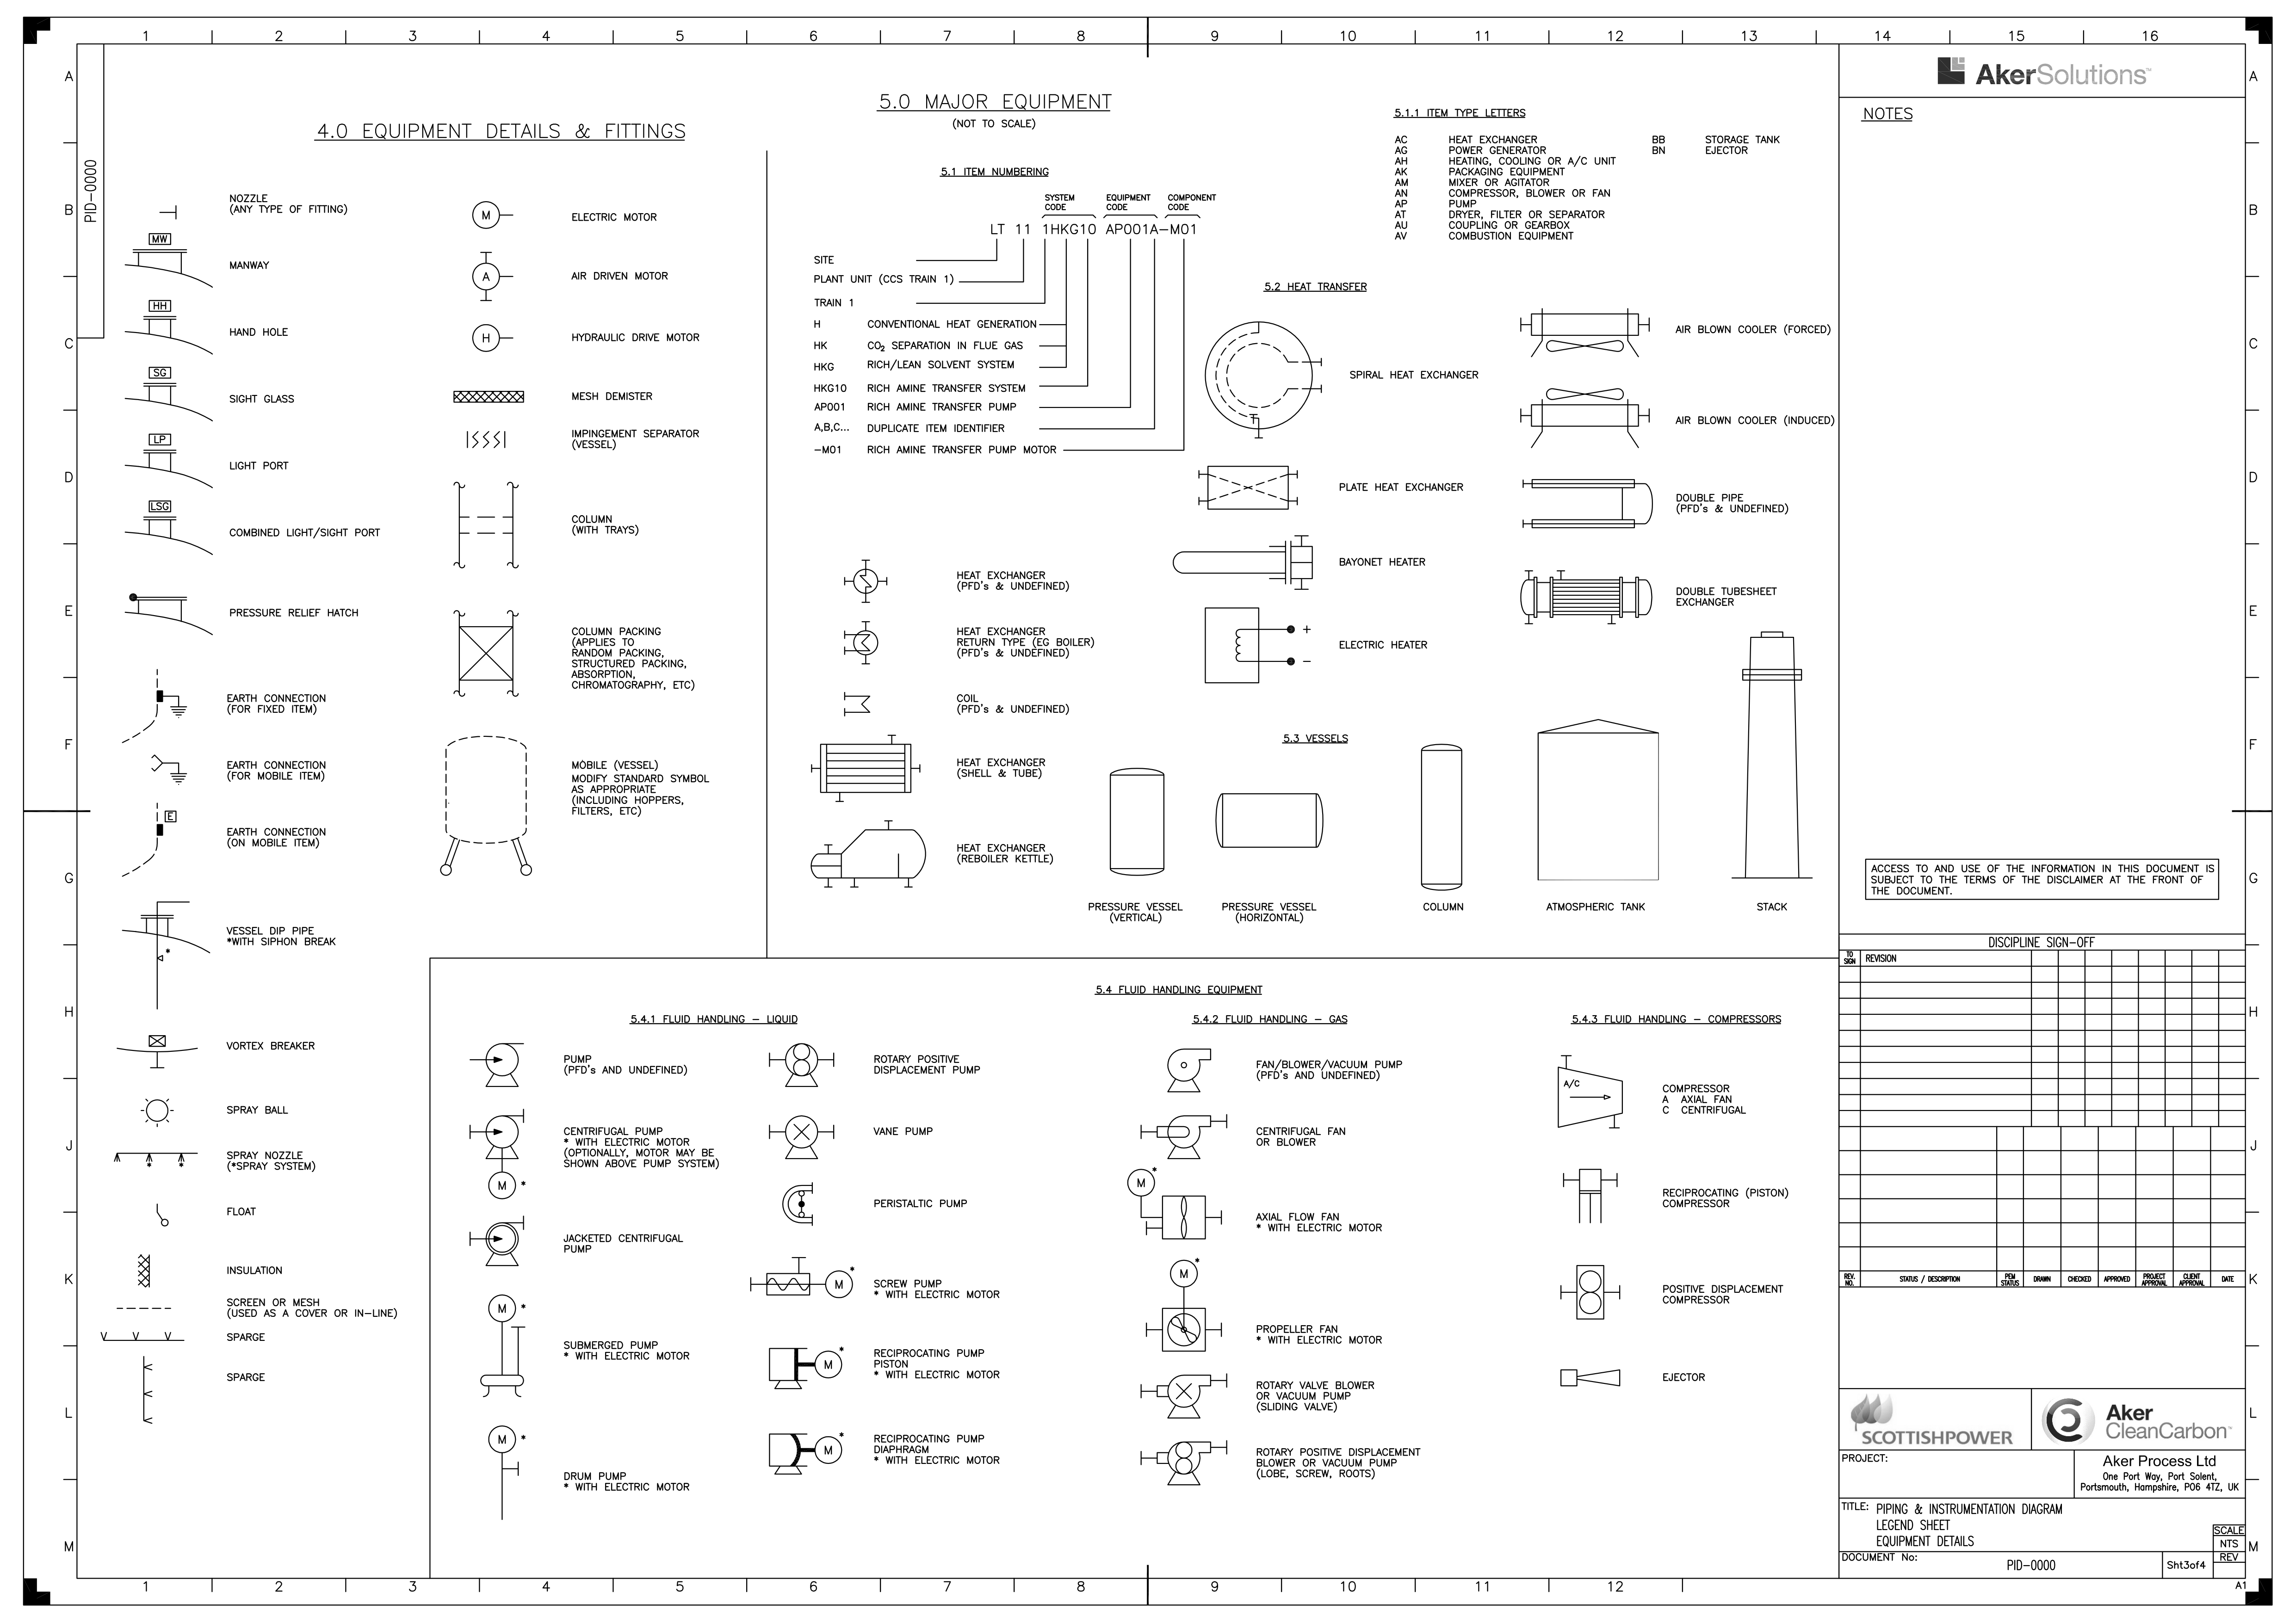 1 2 3 4 5 6 7 8 9 10 11 12 13 14 15 16
A
B
C
D
E
F
G
H
J
K
L
M
PID-0000
4.0 EQUIPMENT DETAILS & FITTINGS
NOZZLE
(ANY TYPE OF FITTING)
MW
MANWAY
HH
HAND HOLE
SG
SIGHT GLASS
LP
LIGHT PORT
LSG
COMBINED LIGHT/SIGHT PORT
PRESSURE RELIEF HATCH
EARTH CONNECTION
(FOR FIXED ITEM)
EARTH CONNECTION
(FOR MOBILE ITEM)
E
EARTH CONNECTION
(ON MOBILE ITEM)
VESSEL DIP PIPE
*WITH SIPHON BREAK
*
VORTEX BREAKER
SPRAY BALL
SPRAY NOZZLE
(*SPRAY SYSTEM)
* *
FLOAT
INSULATION
SCREEN OR MESH
(USED AS A COVER OR IN-LINE)
SPARGE
SPARGE
M
ELECTRIC MOTOR
A
AIR DRIVEN MOTOR
H
HYDRAULIC DRIVE MOTOR
MESH DEMISTER
IMPINGEMENT SEPARATOR
(VESSEL)
COLUMN
(WITH TRAYS)
COLUMN PACKING
(APPLIES TO
RANDOM PACKING,
STRUCTURED PACKING,
ABSORPTION,
CHROMATOGRAPHY, ETC)
MOBILE (VESSEL)
MODIFY STANDARD SYMBOL
AS APPROPRIATE
(INCLUDING HOPPERS,
FILTERS, ETC)
5.0 MAJOR EQUIPMENT
(NOT TO SCALE)
5.1 ITEM NUMBERING
SYSTEM
CODE
EQUIPMENT
CODE
COMPONENT
CODE
LT 11 1HKG10 AP001A-M01
SITE
PLANT UNIT (CCS TRAIN 1)
TRAIN 1
H CONVENTIONAL HEAT GENERATION
HK CO2 SEPARATION IN FLUE GAS
HKG RICH/LEAN SOLVENT SYSTEM
HKG10 RICH AMINE TRANSFER SYSTEM
AP001 RICH AMINE TRANSFER PUMP
A,B,C... DUPLICATE ITEM IDENTIFIER
-M01 RICH AMINE TRANSFER PUMP MOTOR
5.1.1 ITEM TYPE LETTERS
AC HEAT EXCHANGER
AG POWER GENERATOR
AH HEATING, COOLING OR A/C UNIT
AK PACKAGING EQUIPMENT
AM MIXER OR AGITATOR
AN COMPRESSOR, BLOWER OR FAN
AP PUMP
AT DRYER, FILTER OR SEPARATOR
AU COUPLING OR GEARBOX
AV COMBUSTION EQUIPMENT
BB STORAGE TANK
BN EJECTOR
5.2 HEAT TRANSFER
HEAT EXCHANGER
(PFD's & UNDEFINED)
HEAT EXCHANGER
RETURN TYPE (EG BOILER)
(PFD's & UNDEFINED)
COIL
(PFD's & UNDEFINED)
HEAT EXCHANGER
(SHELL & TUBE)
HEAT EXCHANGER
(REBOILER KETTLE)
SPIRAL HEAT EXCHANGER
PLATE HEAT EXCHANGER
BAYONET HEATER
+
ELECTRIC HEATER
-
AIR BLOWN COOLER (FORCED)
AIR BLOWN COOLER (INDUCED)
DOUBLE PIPE
(PFD's & UNDEFINED)
DOUBLE TUBESHEET
EXCHANGER
5.3 VESSELS
PRESSURE VESSEL
(VERTICAL)
PRESSURE VESSEL
(HORIZONTAL)
COLUMN
ATMOSPHERIC TANK
STACK
5.4 FLUID HANDLING EQUIPMENT
5.4.1 FLUID HANDLING - LIQUID
PUMP
(PFD's AND UNDEFINED)
CENTRIFUGAL PUMP
* WITH ELECTRIC MOTOR
(OPTIONALLY, MOTOR MAY BE
SHOWN ABOVE PUMP SYSTEM)
M *
JACKETED CENTRIFUGAL
PUMP
M *
SUBMERGED PUMP
* WITH ELECTRIC MOTOR
M *
DRUM PUMP
* WITH ELECTRIC MOTOR
ROTARY POSITIVE
DISPLACEMENT PUMP
VANE PUMP
PERISTALTIC PUMP
M *
SCREW PUMP
* WITH ELECTRIC MOTOR
M *
RECIPROCATING PUMP
PISTON
* WITH ELECTRIC MOTOR
M *
RECIPROCATING PUMP
DIAPHRAGM
* WITH ELECTRIC MOTOR
5.4.2 FLUID HANDLING - GAS
FAN/BLOWER/VACUUM PUMP
(PFD's AND UNDEFINED)
CENTRIFUGAL FAN
OR BLOWER
M *
AXIAL FLOW FAN
* WITH ELECTRIC MOTOR
M *
PROPELLER FAN
* WITH ELECTRIC MOTOR
ROTARY VALVE BLOWER
OR VACUUM PUMP
(SLIDING VALVE)
ROTARY POSITIVE DISPLACEMENT
BLOWER OR VACUUM PUMP
(LOBE, SCREW, ROOTS)
5.4.3 FLUID HANDLING - COMPRESSORS
A/C
COMPRESSOR
A AXIAL FAN
C CENTRIFUGAL
RECIPROCATING (PISTON)
COMPRESSOR
POSITIVE DISPLACEMENT
COMPRESSOR
EJECTOR
AkerSolutions™
NOTES
ACCESS TO AND USE OF THE INFORMATION IN THIS DOCUMENT IS
SUBJECT TO THE TERMS OF THE DISCLAIMER AT THE FRONT OF
THE DOCUMENT.
DISCIPLINE SIGN-OFF
TO
SIGN
REVISION
REV.
NO.
STATUS / DESCRIPTION
PEM
STATUS
DRAWN
CHECKED
APPROVED
PROJECT
APPROVAL
CLIENT
APPROVAL
DATE
SCOTTISHPOWER
Aker
CleanCarbon™
PROJECT:
Aker Process Ltd
One Port Way, Port Solent,
Portsmouth, Hampshire, PO6 4TZ, UK
TITLE: PIPING & INSTRUMENTATION DIAGRAM
LEGEND SHEET
EQUIPMENT DETAILS
SCALE
NTS
DOCUMENT No:
PID-0000
Sht3of4
REV
A1
1 2 3 4 5 6 7 8 9 10 11 12
A
B
C
D
E
F
G
H
J
K
L
M